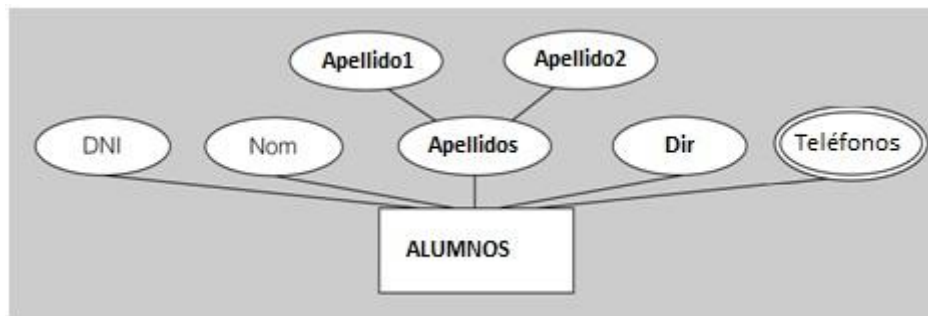 Apellido1
Apellido2
DNI
Nom
Apellidos
Dir
Teléfonos
ALUMNOS